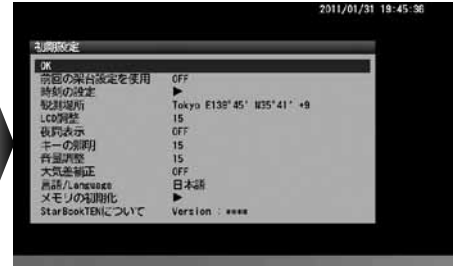 2011/01/31 19:45:36
初期設定
OK
前回の架台設定を使用 OFF
時刻の設定 ▶
観測場所 Tokyo E139°45' N35°41' +9
LCD調整 15
夜間表示 OFF
キーの照明 15
音量調整 15
大気差補正 OFF
言語/Language 日本語
メモリの初期化 ▶
StarBookTENについて Version : ****